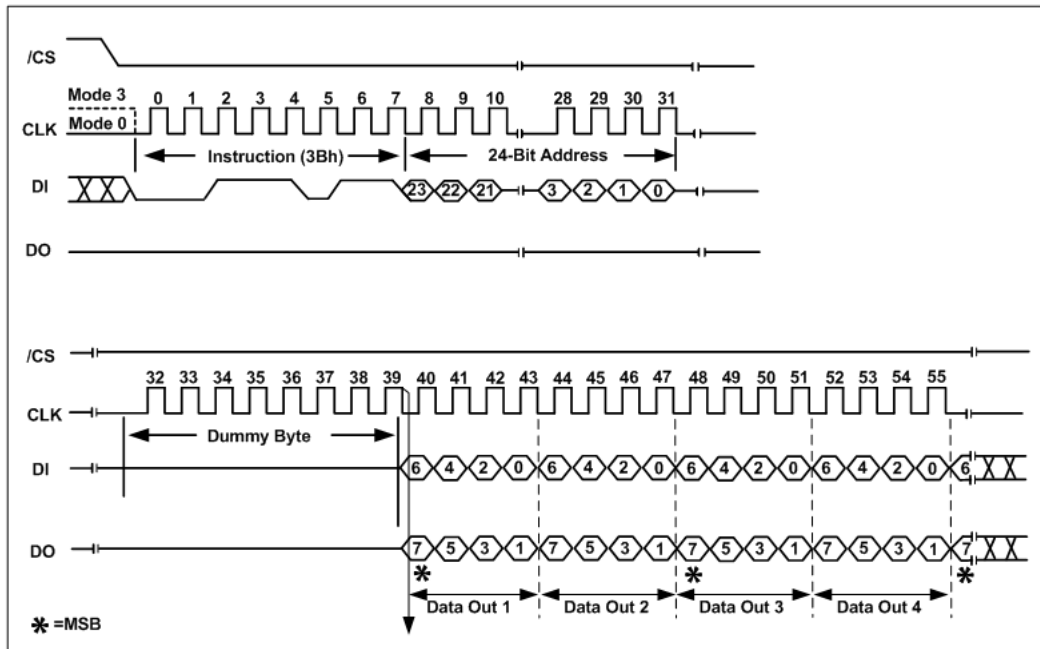 /CS
Mode 3
0 1 2 3 4 5 6 7 8 9 10 28 29 30 31
CLK
Mode 0
Instruction (3Bh)
24-Bit Address
DI
23 22 21 3 2 1 0
DO
/CS
32 33 34 35 36 37 38 39 40 41 42 43 44 45 46 47 48 49 50 51 52 53 54 55
CLK
Dummy Byte
DI
6 4 2 0 6 4 2 0 6 4 2 0 6 4 2 0 6
DO
7 5 3 1 7 5 3 1 7 5 3 1 7 5 3 1 7
* * *
Data Out 1 Data Out 2 Data Out 3 Data Out 4
* =MSB